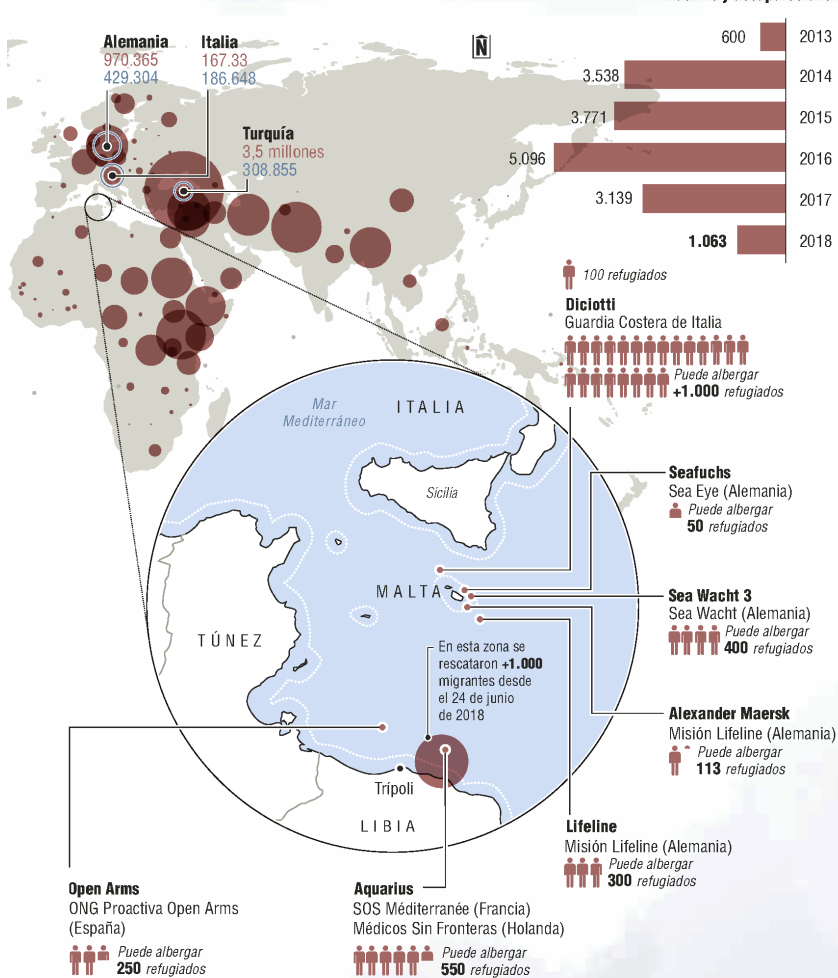 Alemania
970.365
429.304
Italia
167.33
186.648
Turquía
3,5 millones
308.855
N
600 2013
3.538 2014
3.771 2015
5.096 2016
3.139 2017
1.063 2018
100 refugiados
Diciotti
Guardia Costera de Italia
Puede albergar
+1.000 refugiados
Mar
Mediterráneo
ITALIA
Sicilia
Seafuchs
Sea Eye (Alemania)
Puede albergar
50 refugiados
MALTA
Sea Wacht 3
Sea Wacht (Alemania)
Puede albergar
400 refugiados
TÚNEZ
En esta zona se
rescataron +1.000
migrantes desde
el 24 de junio
de 2018
Alexander Maersk
Misión Lifeline (Alemania)
Puede albergar
113 refugiados
Trípoli
LIBIA
Lifeline
Misión Lifeline (Alemania)
Puede albergar
300 refugiados
Open Arms
ONG Proactiva Open Arms
(España)
Puede albergar
250 refugiados
Aquarius
SOS Méditerranée (Francia)
Médicos Sin Fronteras (Holanda)
Puede albergar
550 refugiados